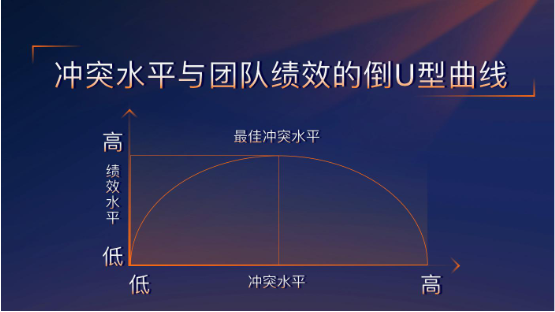 冲突水平与团队绩效的倒U型曲线
最佳冲突水平
高
绩效水平
低
低
冲突水平
高